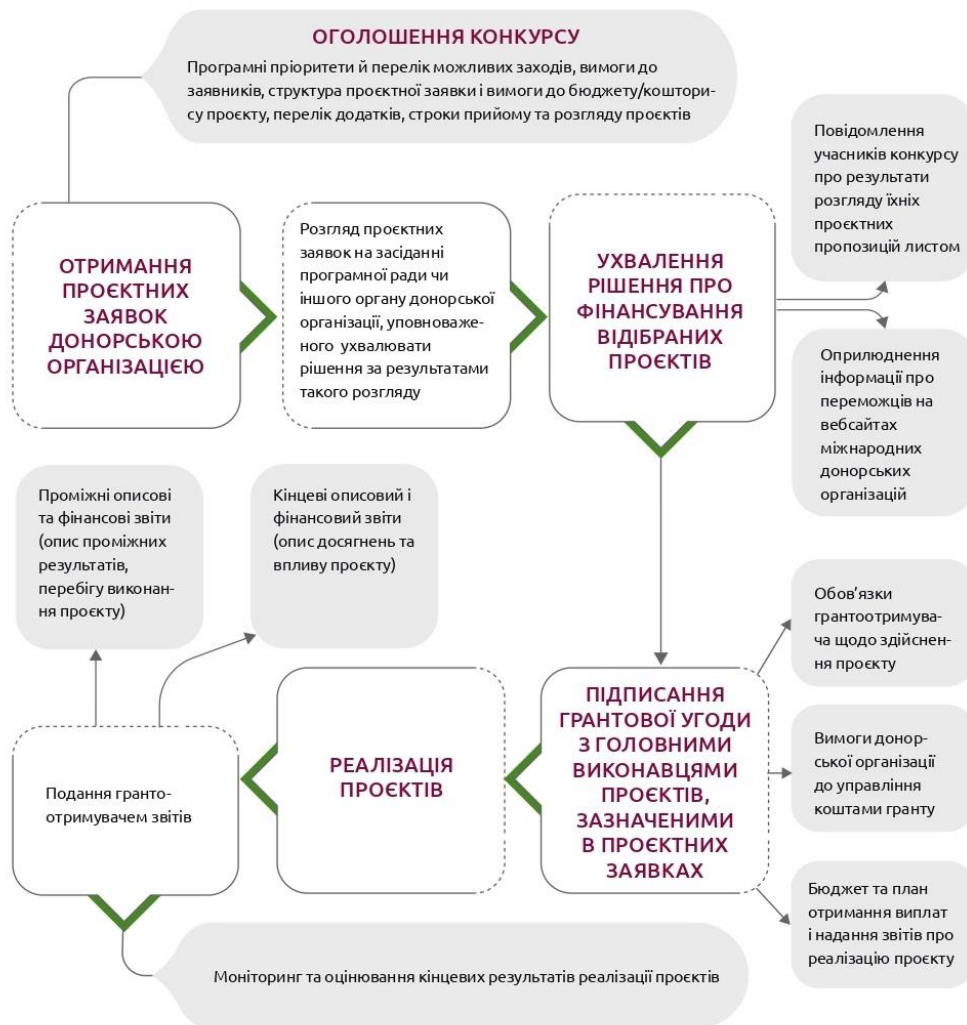 ОГОЛОШЕННЯ КОНКУРСУ
Програмні пріоритети й перелік можливих заходів, вимоги до
заявників, структура проєктної заявки і вимоги до бюджету/коштори-
су проєкту, перелік додатків, строки прийому та розгляду проєктів
ОТРИМАННЯ
ПРОЄКТНИХ
ЗАЯВОК
ДОНОРСЬКОЮ
ОРГАНІЗАЦІЄЮ
Розгляд проєктних
заявок на засіданні
програмної ради чи
іншого органу донорської
організації, уповноваже-
ного ухвалювати
рішення за результатами
такого розгляду
УХВАЛЕННЯ
РІШЕННЯ ПРО
ФІНАНСУВАННЯ
ВІДІБРАНИХ
ПРОЄКТІВ
Повідомлення
учасників конкурсу
про результати
розгляду їхніх
проєктних
пропозицій листом
Оприлюднення
інформації про
переможців на
вебсайтах
міжнародних
донорських
організацій
Проміжні описові
та фінансові звіти
(опис проміжних
результатів,
перебігу виконан-
ня проєкту)
Кінцеві описовий і
фінансовий звіти
(опис досягнень та
впливу проєкту)
Подання гранто-
отримувачем звітів
РЕАЛІЗАЦІЯ
ПРОЄКТІВ
ПІДПИСАННЯ
ГРАНТОВОЇ УГОДИ
З ГОЛОВНИМИ
ВИКОНАВЦЯМИ
ПРОЄКТІВ,
ЗАЗНАЧЕНИМИ
В ПРОЄКТНИХ
ЗАЯВКАХ
Обов’язки
грантоотримува-
ча щодо здійснен-
ня проєкту
Вимоги донор-
ської організації
до управління
коштами гранту
Бюджет та план
отримання виплат
і надання звітів про
реалізацію проєкту
Моніторинг та оцінювання кінцевих результатів реалізації проєктів